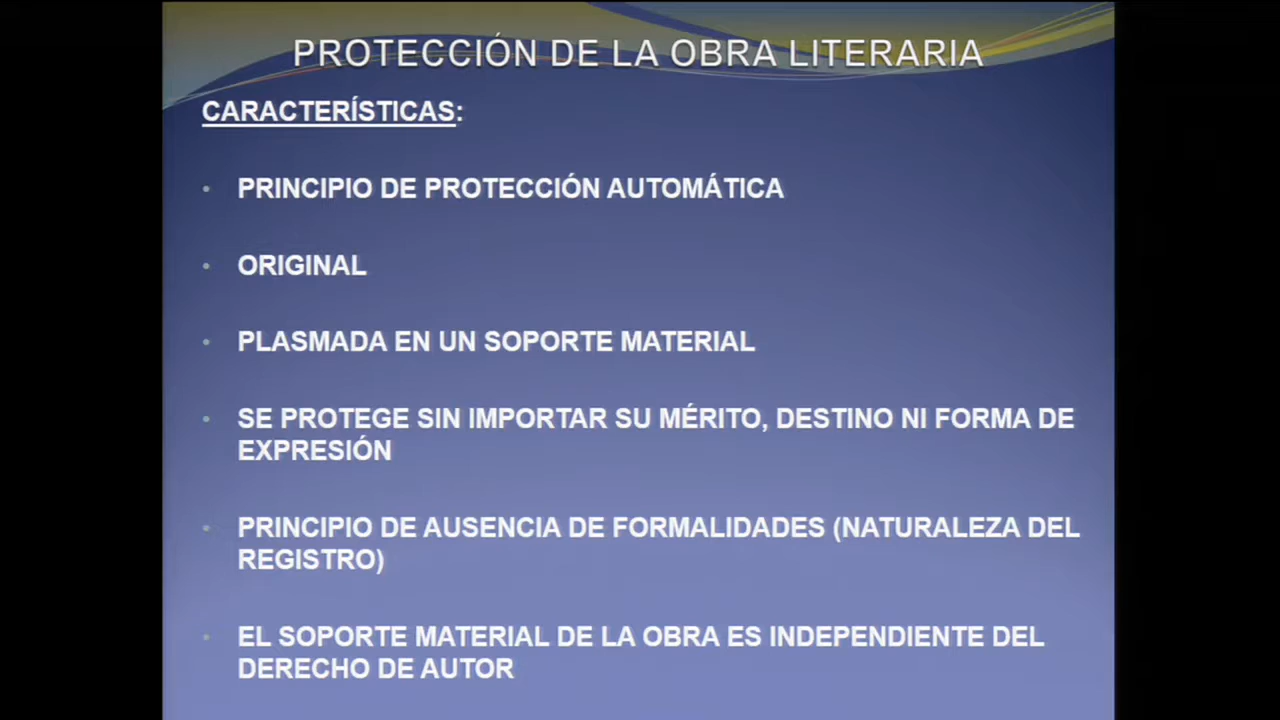 PROTECCIÓN DE LA OBRA LITERARIA
CARACTERÍSTICAS:
• PRINCIPIO DE PROTECCIÓN AUTOMÁTICA
• ORIGINAL
• PLASMADA EN UN SOPORTE MATERIAL
• SE PROTEGE SIN IMPORTAR SU MÉRITO, DESTINO NI FORMA DE
EXPRESIÓN
• PRINCIPIO DE AUSENCIA DE FORMALIDADES (NATURALEZA DEL
REGISTRO)
• EL SOPORTE MATERIAL DE LA OBRA ES INDEPENDIENTE DEL
DERECHO DE AUTOR